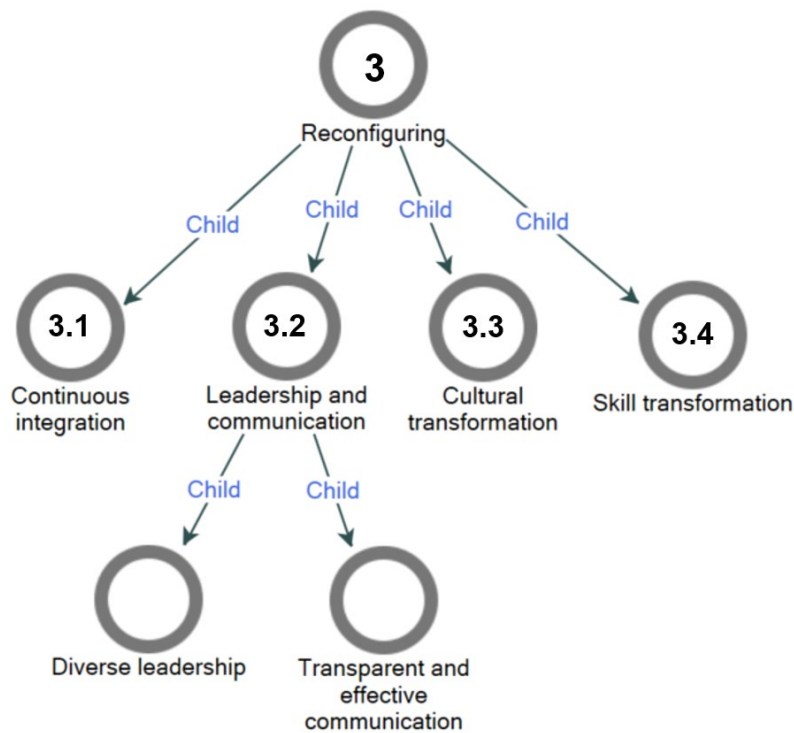 3
Reconfiguring
Child
Child
Child
Child
3.1
3.2
3.3
3.4
Continuous
integration
Leadership and
communication
Cultural
transformation
Skill transformation
Child
Child
Diverse leadership
Transparent and
effective
communication